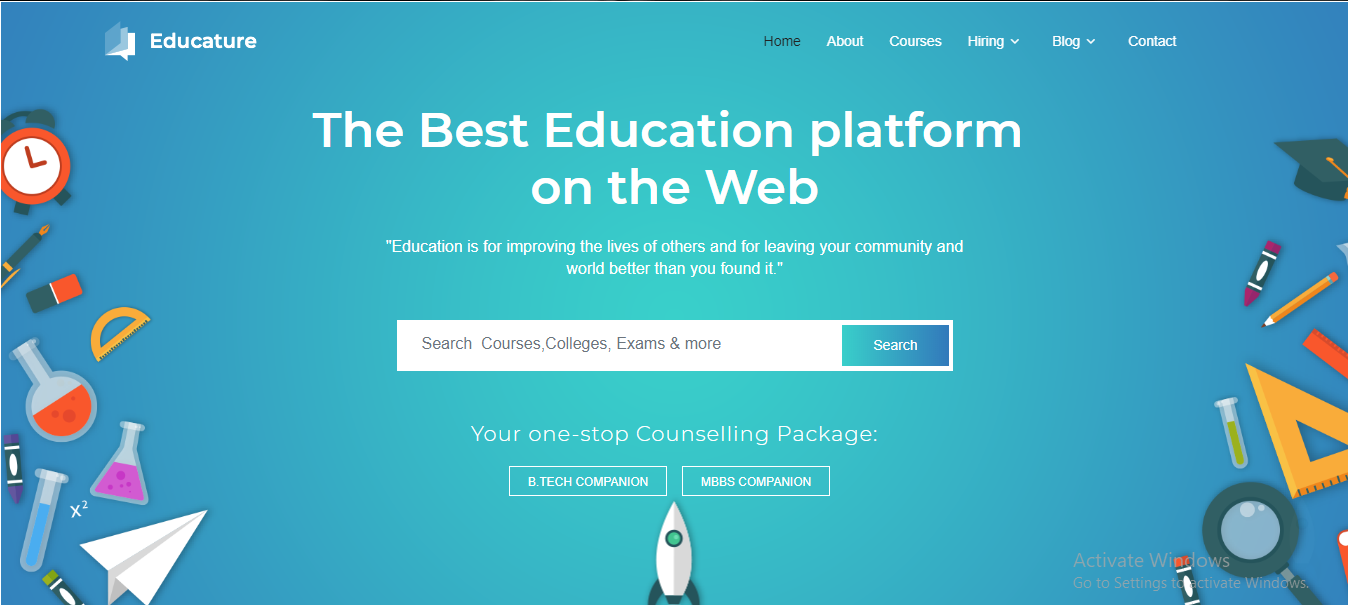 Educature
Home About Courses Hiring Blog Contact
The Best Education platform
on the Web
"Education is for improving the lives of others and for leaving your community and
world better than you found it."
Search  Courses,Colleges, Exams & more Search
Your one-stop Counselling Package:
B.TECH COMPANION MBBS COMPANION
x²
Activate Windows
Go to Settings to activate Windows.